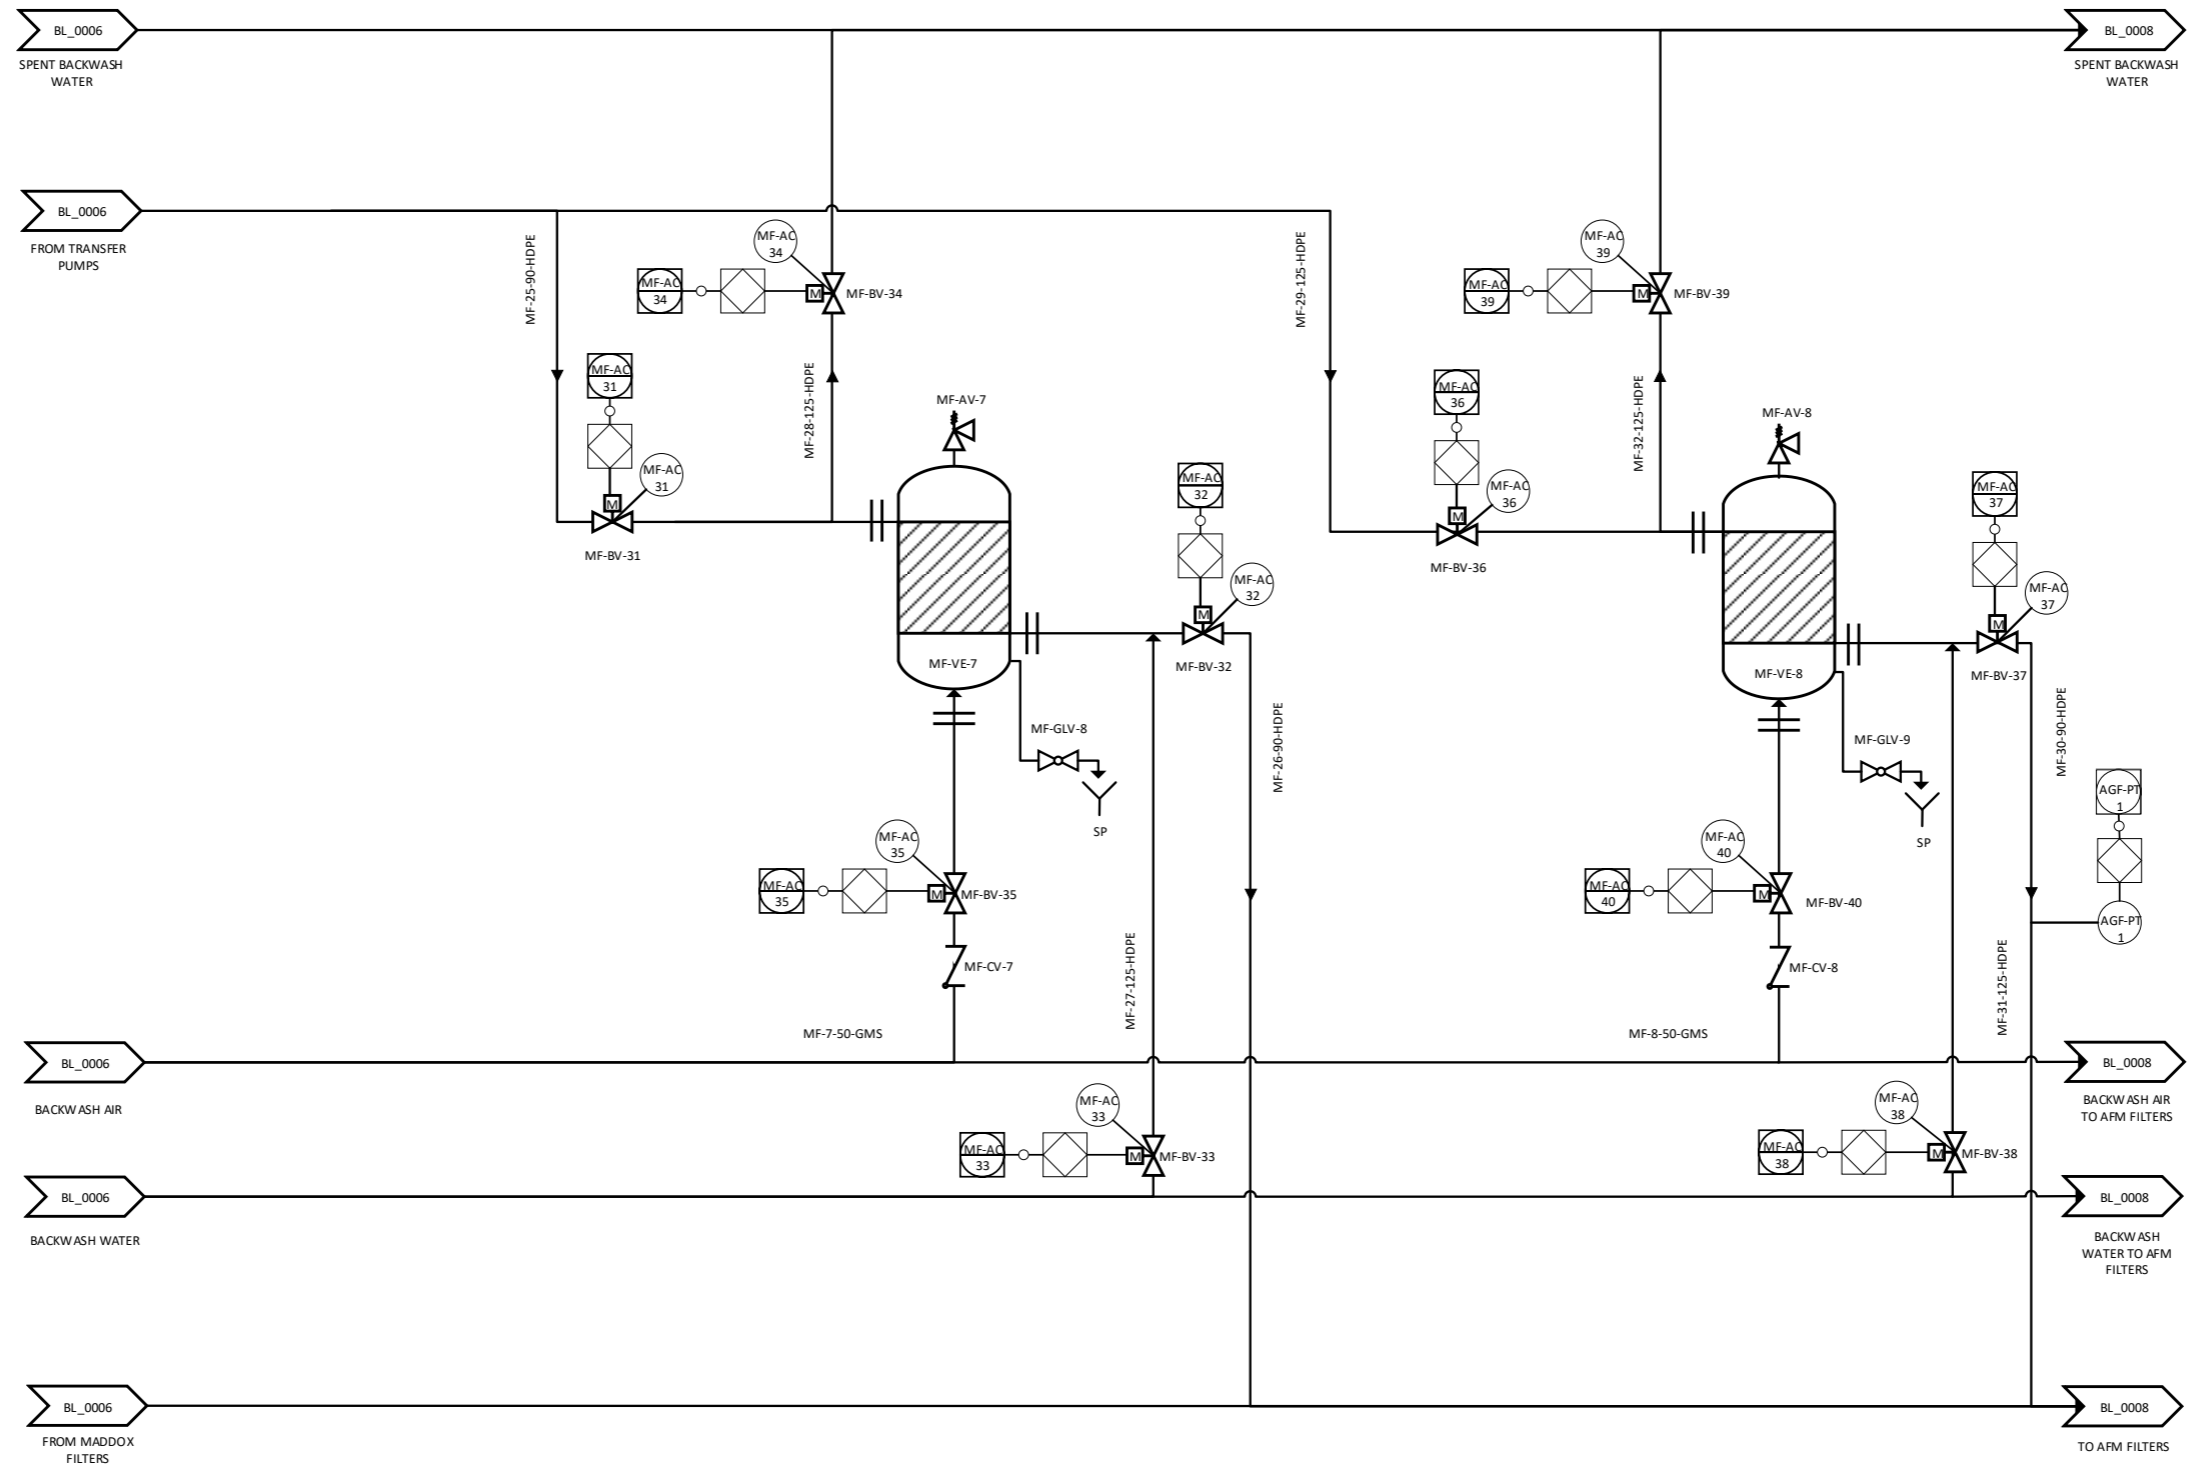 BL_0006
SPENT BACKWASH
WATER
BL_0008
SPENT BACKWASH
WATER
BL_0006
FROM TRANSFER
PUMPS
MF-25-90-HDPE
MF-AC
34
MF-AC
34
M
MF-BV-34
MF-29-125-HDPE
MF-AC
39
MF-AC
39
M
MF-BV-39
MF-AC
31
MF-AC
31
M
MF-BV-31
MF-28-125-HDPE
MF-AV-7
MF-VE-7
MF-AC
32
MF-AC
32
M
MF-BV-32
MF-AC
36
MF-AC
36
M
MF-BV-36
MF-32-125-HDPE
MF-AV-8
MF-VE-8
MF-AC
37
MF-AC
37
M
MF-BV-37
MF-GLV-8
SP
MF-26-90-HDPE
MF-GLV-9
SP
MF-30-90-HDPE
AGF-PT
1
AGF-PT
1
MF-AC
35
MF-AC
35
M
MF-BV-35
MF-CV-7
MF-7-50-GMS
MF-27-125-HDPE
MF-AC
40
MF-AC
40
M
MF-BV-40
MF-CV-8
MF-8-50-GMS
MF-31-125-HDPE
BL_0006
BACKWASH AIR
BL_0008
BACKWASH AIR
TO AFM FILTERS
MF-AC
33
MF-AC
33
M
MF-BV-33
MF-AC
38
MF-AC
38
M
MF-BV-38
BL_0006
BACKWASH WATER
BL_0008
BACKWASH
WATER TO AFM
FILTERS
BL_0006
FROM MADDOX
FILTERS
BL_0008
TO AFM FILTERS